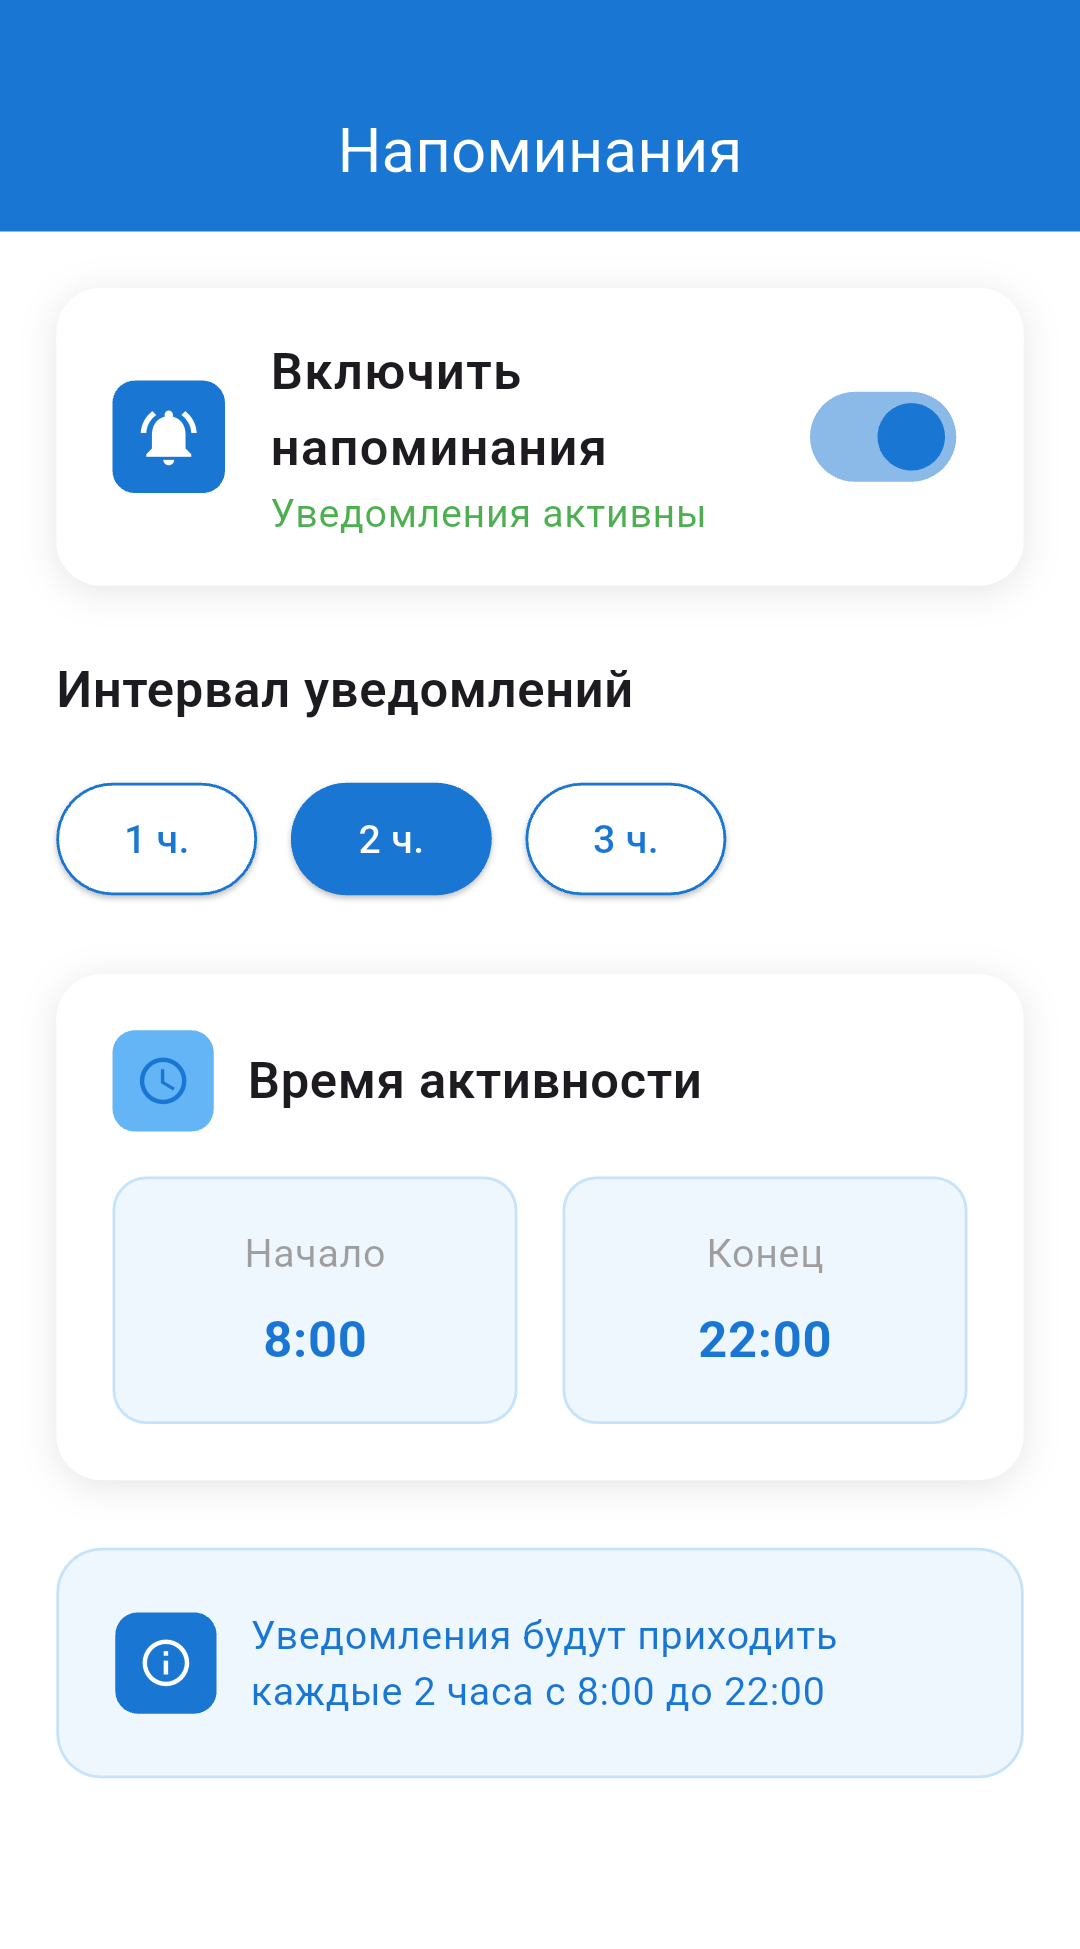 Напоминания
Включить
напоминания
Уведомления активны
Интервал уведомлений
1 ч.
2 ч.
3 ч.
Время активности
Начало
8:00
Конец
22:00
Уведомления будут приходить
каждые 2 часа с 8:00 до 22:00